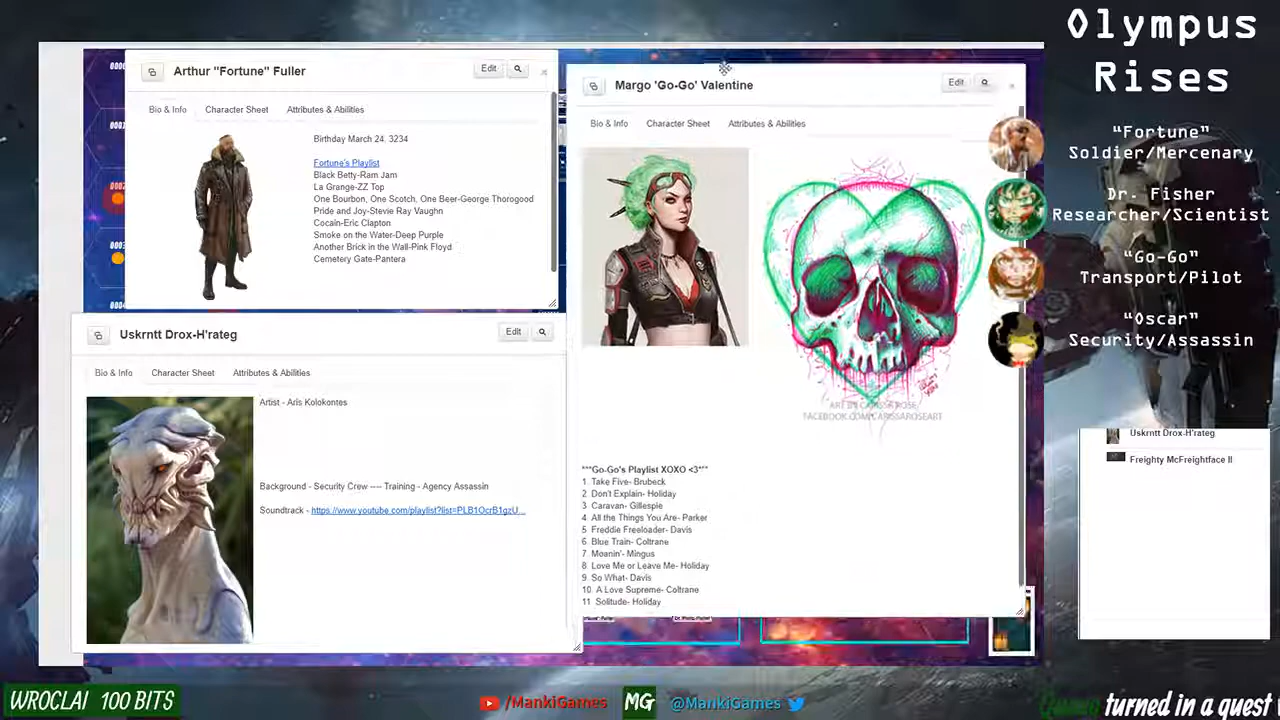 Olympus
Rises
"Fortune"
Soldier/Mercenary
Dr. Fisher
Researcher/Scientist
"Go-Go"
Transport/Pilot
"Oscar"
Security/Assassin
Arthur "Fortune" Fuller
Edit
Bio & Info
Character Sheet
Attributes & Abilities
Birthday March 24, 3234
Fortune's Playlist
Black Betty-Ram Jam
La Grange-ZZ Top
One Bourbon, One Scotch, One Beer-George Thorogood
Pride and Joy-Stevie Ray Vaughn
Cocain-Eric Clapton
Smoke on the Water-Deep Purple
Another Brick in the Wall-Pink Floyd
Cemetery Gate-Pantera
Margo 'Go-Go' Valentine
Edit
Bio & Info
Character Sheet
Attributes & Abilities
ART BY CARISSA ROSE
FACEBOOK.COM/CARISSAROSEART
***Go-Go's Playlist XOXO <3***
1 Take Five- Brubeck
2 Don't Explain- Holiday
3 Caravan- Gillespie
4 All the Things You Are- Parker
5 Freddie Freeloader- Davis
6 Blue Train- Coltrane
7 Moanin'- Mingus
8 Love Me or Leave Me- Holiday
9 So What- Davis
10 A Love Supreme- Coltrane
11 Solitude- Holiday
Uskrntt Drox-H'rateg
Edit
Bio & Info
Character Sheet
Attributes & Abilities
Artist - Aris Kolokontes
Background - Security Crew ---- Training - Agency Assassin
Soundtrack - https://www.youtube.com/playlist?list=PLB1OcrB1gzU...
Uskrntt Drox-H'rateg
Freighty McFreightface II
WROCLAI 100 BITS
/MankiGames
MG
@MankiGames
turned in a quest